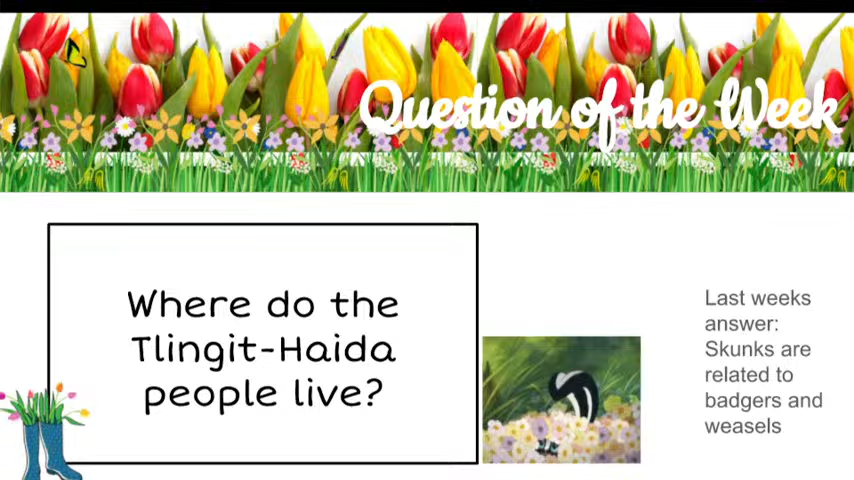 Question of the Week
Where do the
Tlingit-Haida
people live?
Last weeks
answer:
Skunks are
related to
badgers and
weasels